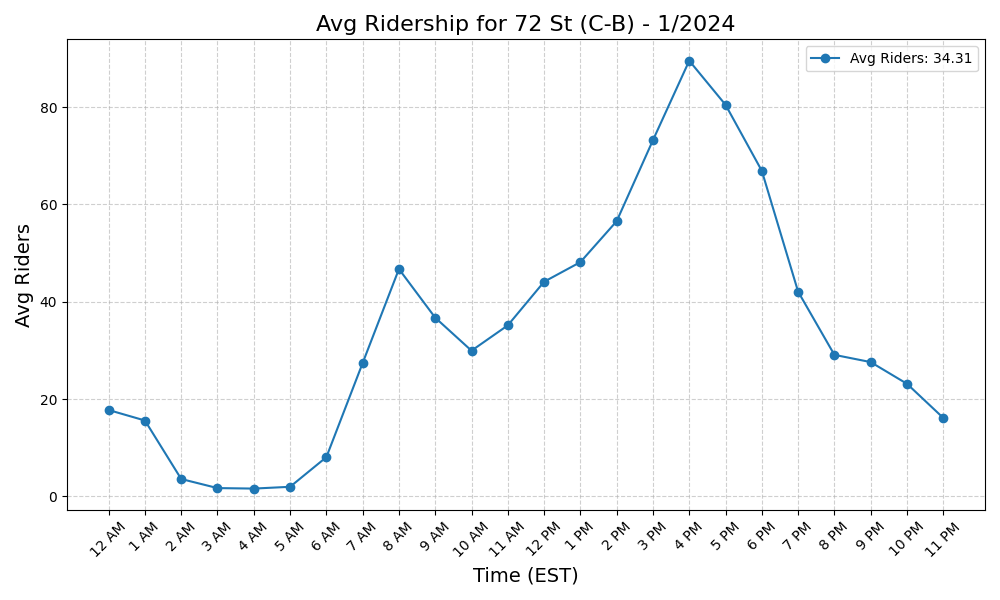 Avg Ridership for 72 St (C-B) - 1/2024
Avg Riders: 34.31
Avg Riders
80
60
40
20
0
12 AM
1 AM
2 AM
3 AM
4 AM
5 AM
6 AM
7 AM
8 AM
9 AM
10 AM
11 AM
12 PM
1 PM
2 PM
3 PM
4 PM
5 PM
6 PM
7 PM
8 PM
9 PM
10 PM
11 PM
Time (EST)